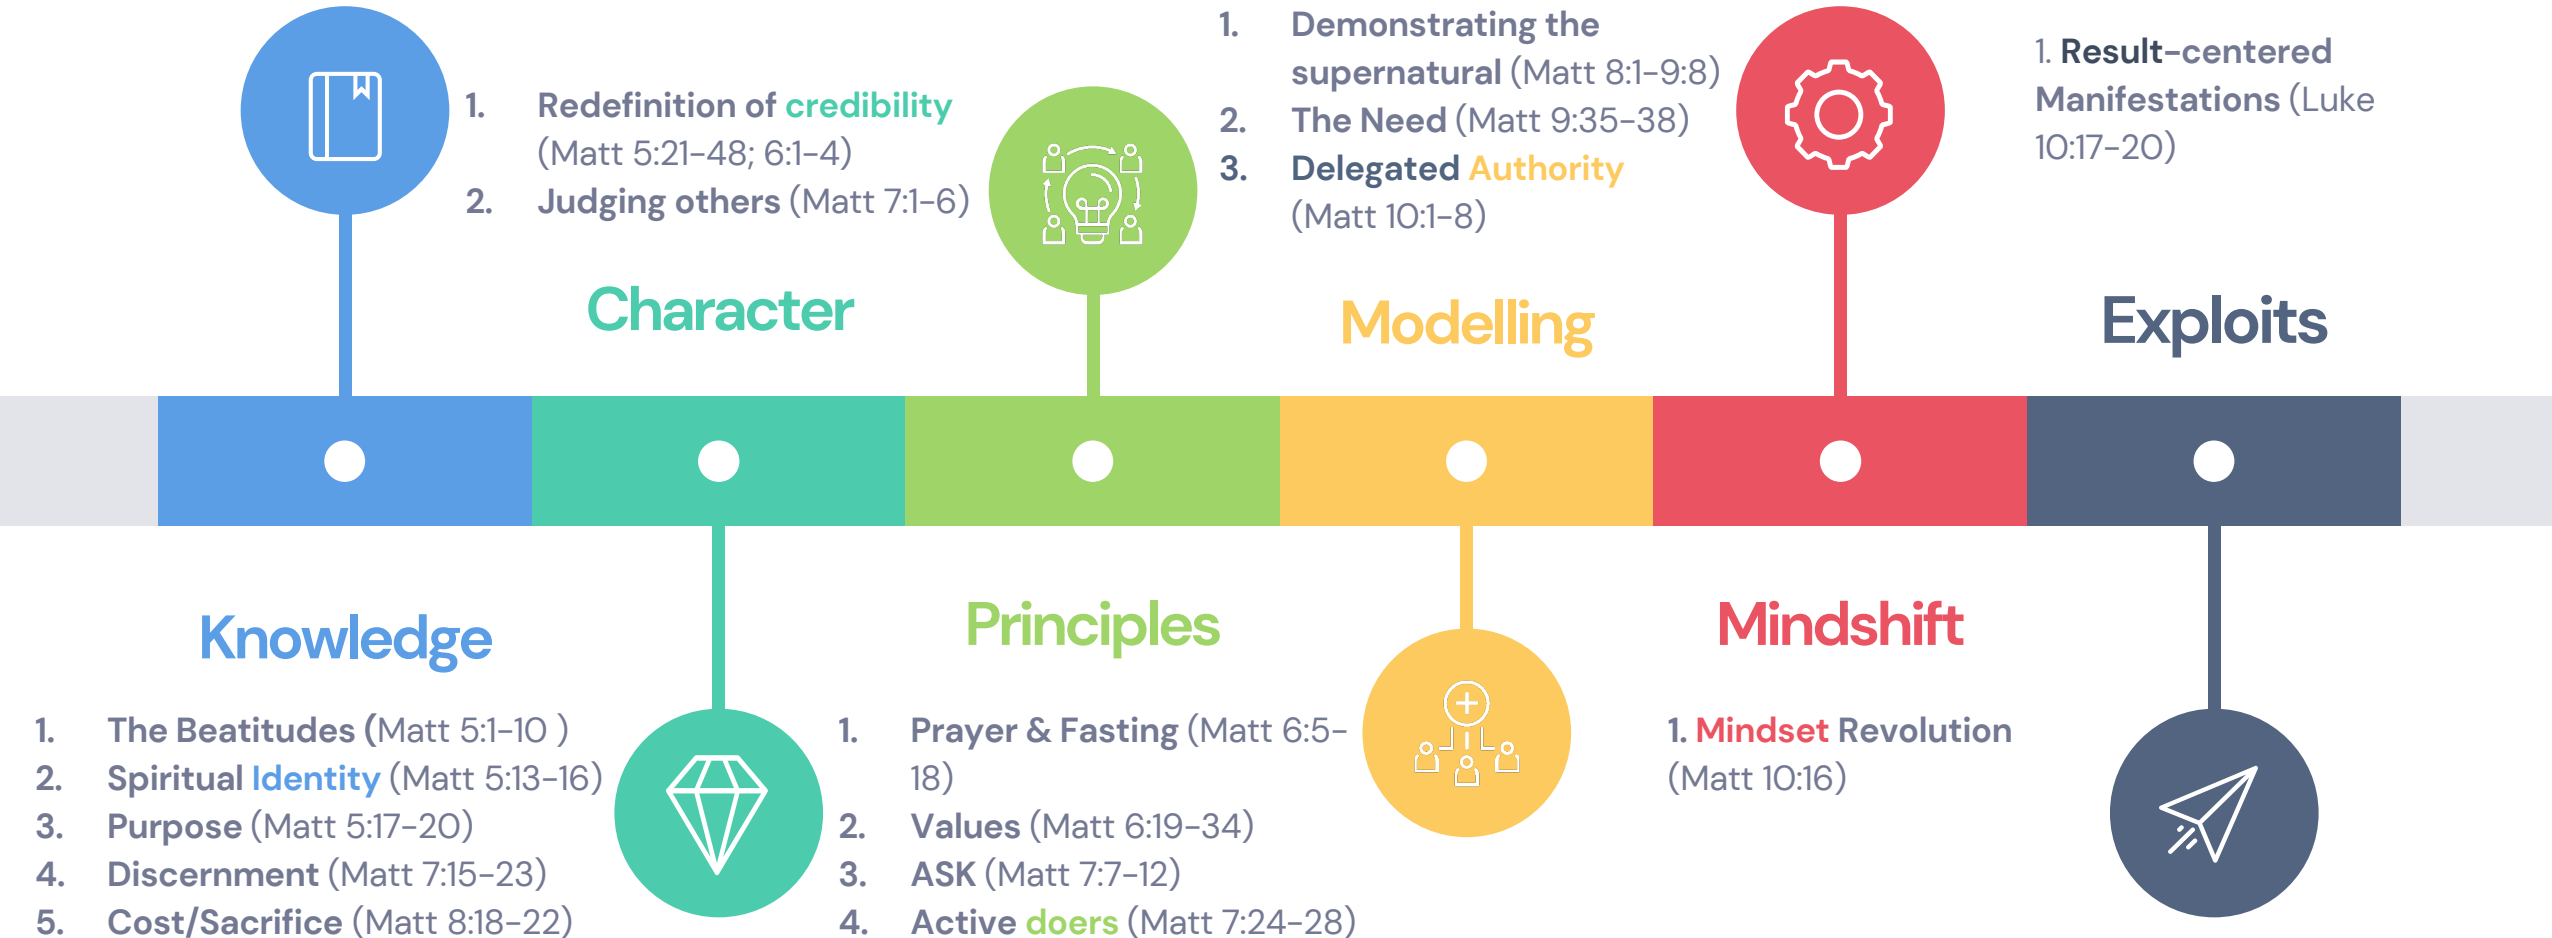 1. Redefinition of credibility
(Matt 5:21-48; 6:1-4)
2. Judging others (Matt 7:1-6)
Character
1. Demonstrating the
supernatural (Matt 8:1-9:8)
2. The Need (Matt 9:35-38)
3. Delegated Authority
(Matt 10:1-8)
Modelling
1. Result-centered
Manifestations (Luke
10:17-20)
Exploits
Knowledge
1. The Beatitudes (Matt 5:1-10 )
2. Spiritual Identity (Matt 5:13-16)
3. Purpose (Matt 5:17-20)
4. Discernment (Matt 7:15-23)
5. Cost/Sacrifice (Matt 8:18-22)
Principles
1. Prayer & Fasting (Matt 6:5-
18)
2. Values (Matt 6:19-34)
3. ASK (Matt 7:7-12)
4. Active doers (Matt 7:24-28)
Mindshift
1. Mindset Revolution
(Matt 10:16)